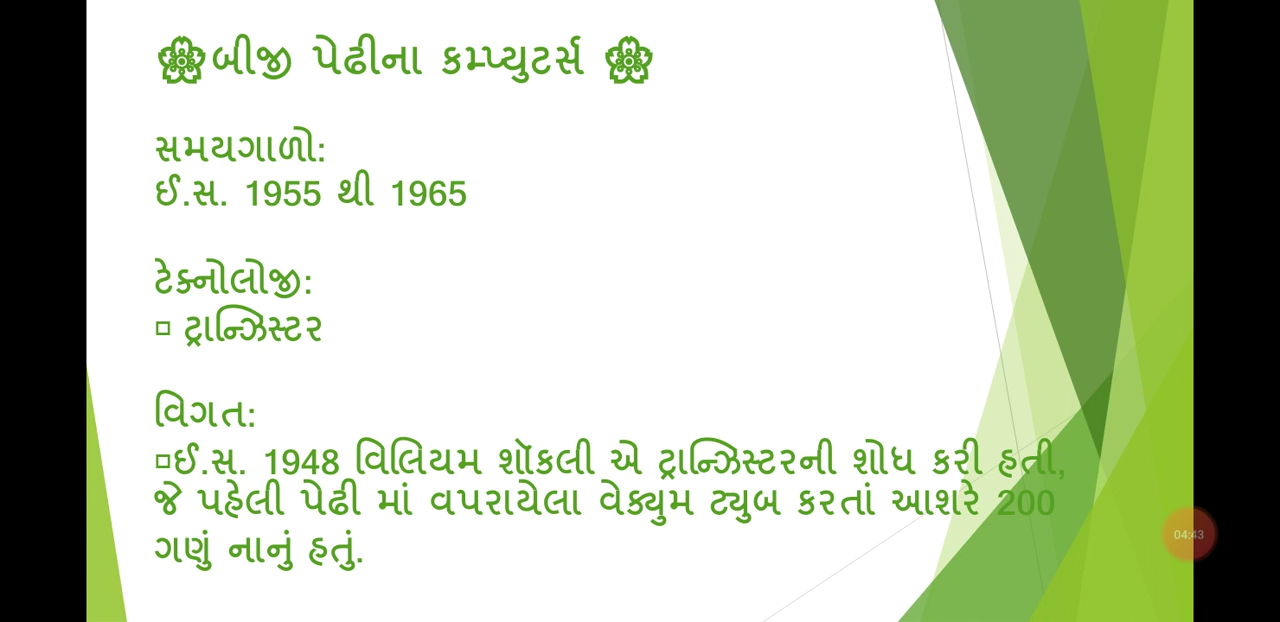 બીજી પેઢીના કમ્પ્યુટર્સ
સમયગાળો:
ઈ.સ. 1955 થી 1965
ટેક્નોલોજી:
ટ્રાન્ઝિસ્ટર
વિગત:
ઈ.સ. 1948 વિલિયમ શૉકલી એ ટ્રાન્ઝિસ્ટરની શોધ કરી હતી,
જે પહેલી પેઢી માં વપરાયેલા વેક્યુમ ટ્યુબ કરતાં આશરે 200
ગણું નાનું હતું.
04:43